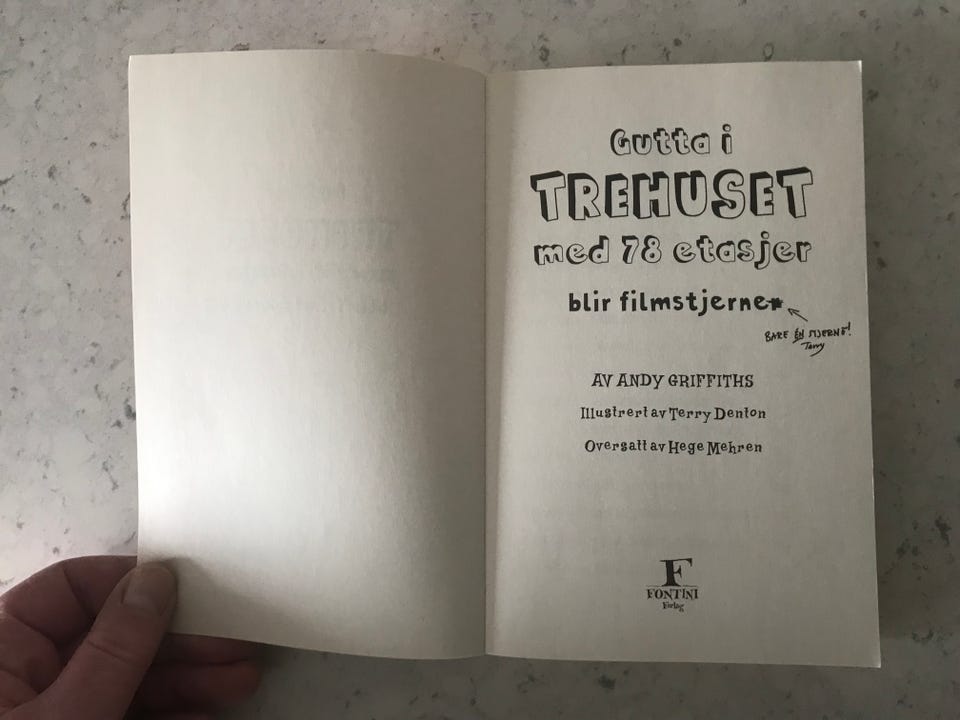 Gutta i
TREHUSET
med 78 etasjer
blir filmstjerner
BARE ÉN STJERNE!
Terry
AV ANDY GRIFFITHS
Illustrert av Terry Denton
Oversatt av Hege Mehren
F
FONTINI
Forlag